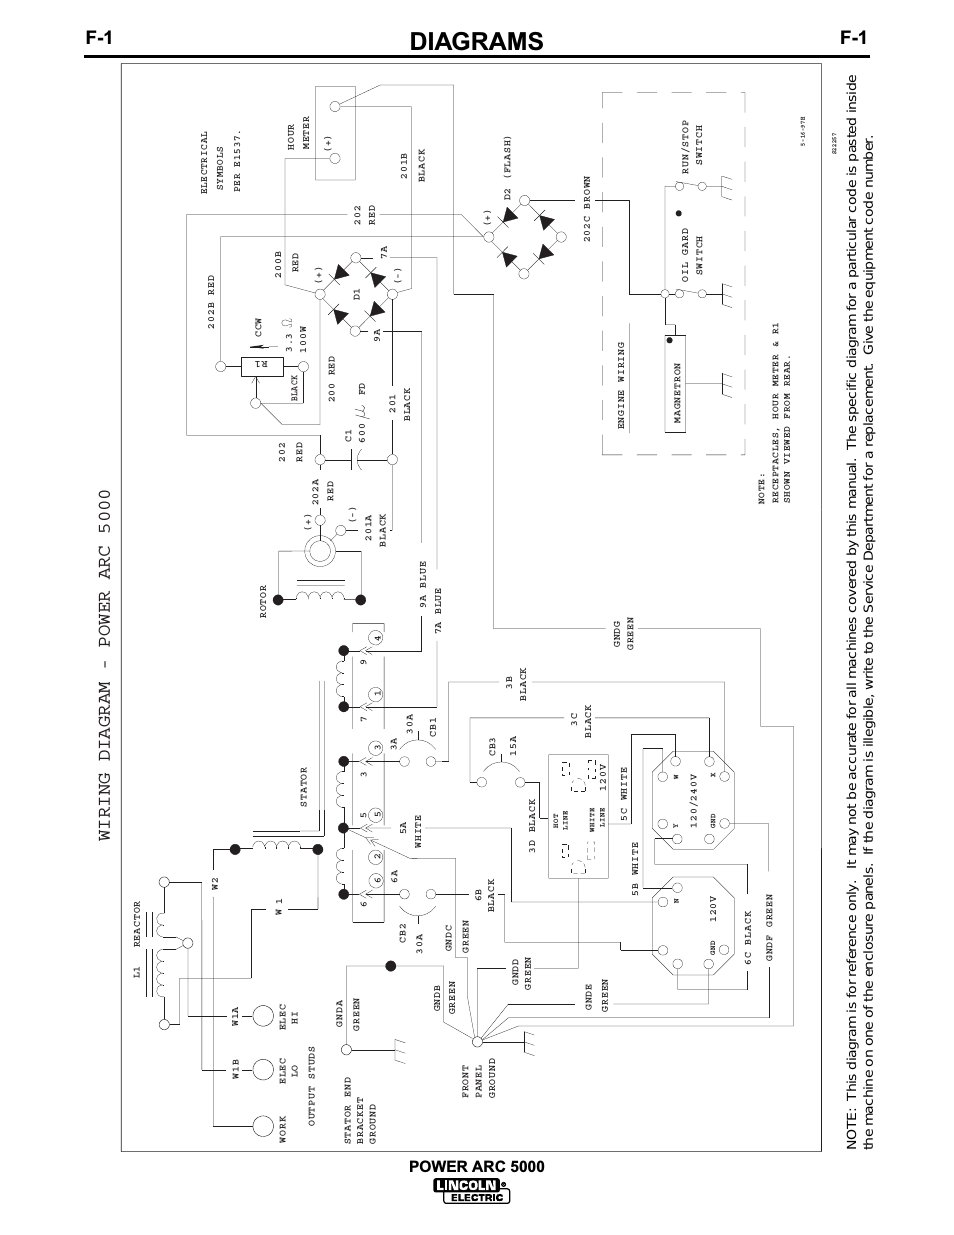 F-1
DIAGRAMS
F-1
WIRING DIAGRAM - POWER ARC 5000
ELECTRICAL
SYMBOLS
PER E1537.
HOUR
METER
(+)
201B
BLACK
202
RED
200B
RED
202B RED
CCW
3.3 Ω
100W
R1
BLACK
200 RED
(+)
D1
(-)
7A
9A
D2 (FLASH)
(+)
202C BROWN
RUN/STOP
SWITCH
OIL GARD
SWITCH
ENGINE WIRING
MAGNETRON
NOTE:
RECEPTACLES, HOUR METER & R1
SHOWN VIEWED FROM REAR.
5-16-97B
S22257
C1
600 µ FD
201
BLACK
202
RED
202A
RED
(+)
(-)
201A
BLACK
ROTOR
9A BLUE
7A BLUE
STATOR
9
4
7
1
3
3
5
5
2
6
6
3A
30A
CB1
5A
WHITE
6A
CB2
30A
6B
BLACK
3B
BLACK
3C
BLACK
CB3
15A
3D BLACK
HOT
LINE
WHITE
LINE
120V
5C WHITE
5B WHITE
W
X
Y
GND
120/240V
N
GND
120V
6C BLACK
GNDF GREEN
GNDG
GREEN
GNDC
GREEN
GNDD
GREEN
GNDE
GREEN
GNDB
GREEN
GNDA
GREEN
L1 REACTOR
W2
W 1
W1A
ELEC
HI
W1B
ELEC
LO
WORK
OUTPUT STUDS
STATOR END
BRACKET
GROUND
FRONT
PANEL
GROUND
NOTE: This diagram is for reference only. It may not be accurate for all machines covered by this manual. The specific diagram for a particular code is pasted inside
the machine on one of the enclosure panels. If the diagram is illegible, write to the Service Department for a replacement. Give the equipment code number.
POWER ARC 5000
LINCOLN ®
ELECTRIC